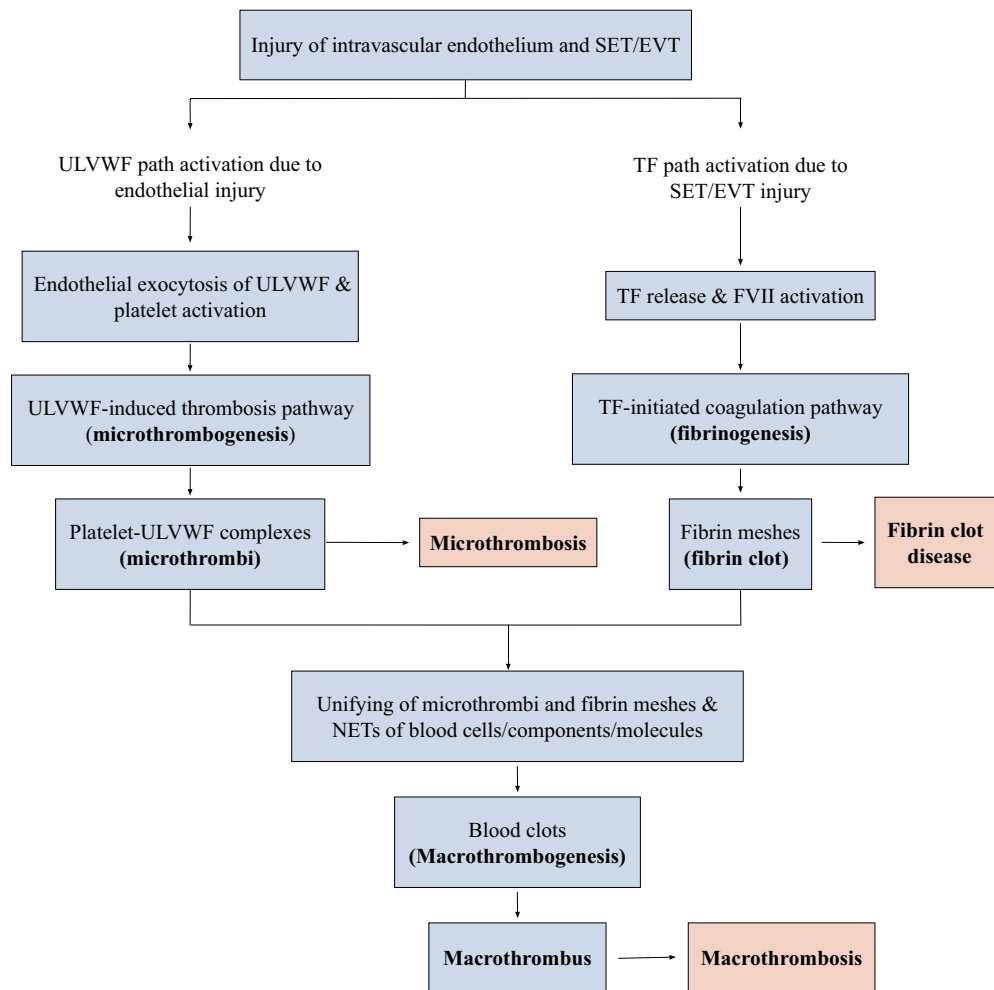 Injury of intravascular endothelium and SET/EVT
ULVWF path activation due to
endothelial injury
TF path activation due to
SET/EVT injury
Endothelial exocytosis of ULVWF &
platelet activation
TF release & FVII activation
ULVWF-induced thrombosis pathway
(microthrombogenesis)
TF-initiated coagulation pathway
(fibrinogenesis)
Platelet-ULVWF complexes
(microthrombi)
Microthrombosis
Fibrin meshes
(fibrin clot)
Fibrin clot
disease
Unifying of microthrombi and fibrin meshes &
NETs of blood cells/components/molecules
Blood clots
(Macrothrombogenesis)
Macrothrombus
Macrothrombosis